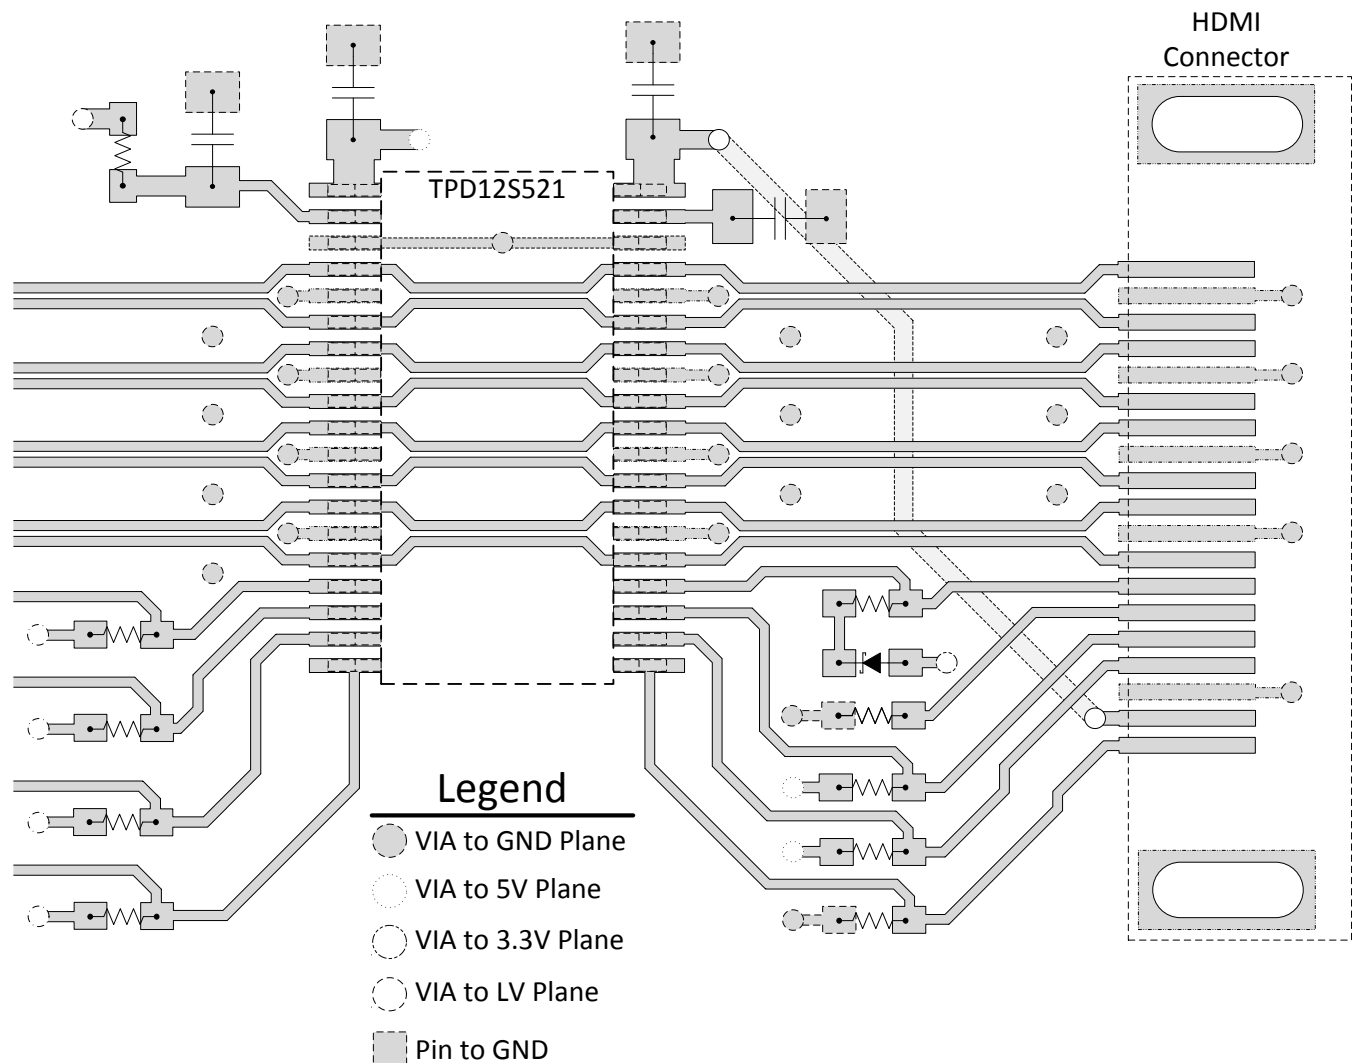 HDMI
Connector
TPD12S521
Legend
VIA to GND Plane
VIA to 5V Plane
VIA to 3.3V Plane
VIA to LV Plane
Pin to GND